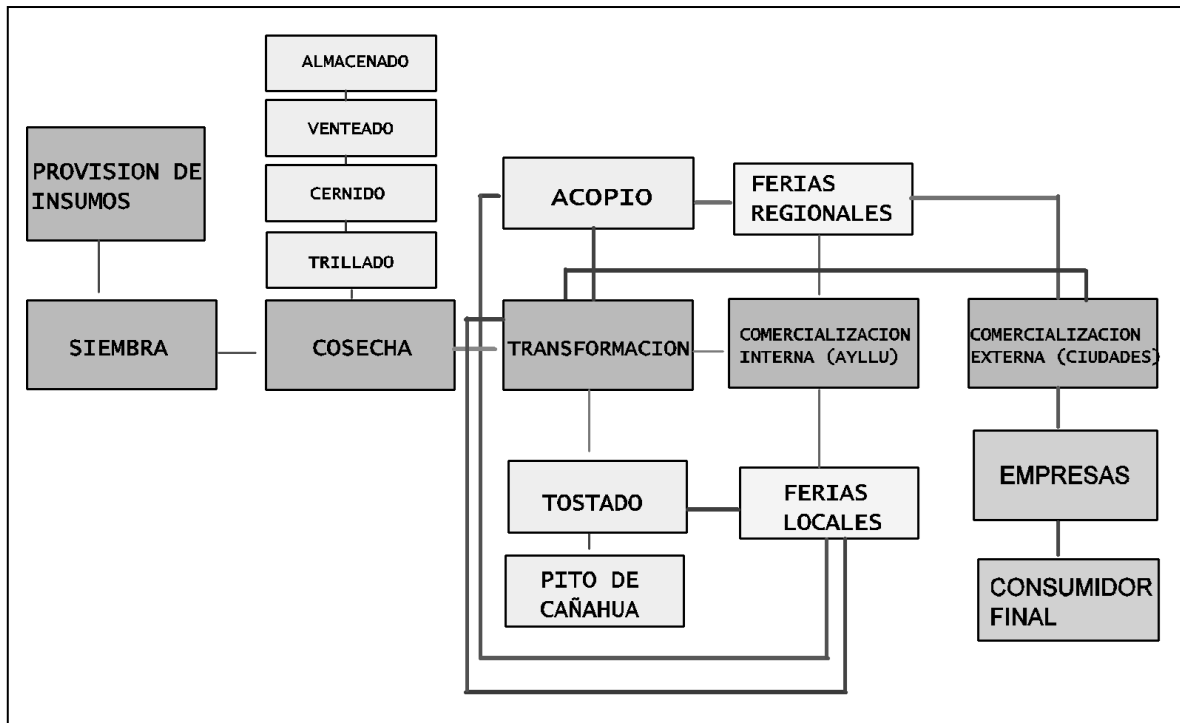 ALMACENADO
VENTEADO
CERNIDO
TRILLADO
PROVISION DE
INSUMOS
SIEMBRA
COSECHA
ACOPIO
FERIAS
REGIONALES
TRANSFORMACION
COMERCIALIZACION
INTERNA (AYLLU)
COMERCIALIZACION
EXTERNA (CIUDADES)
TOSTADO
FERIAS
LOCALES
PITO DE
CAÑAHUA
EMPRESAS
CONSUMIDOR
FINAL